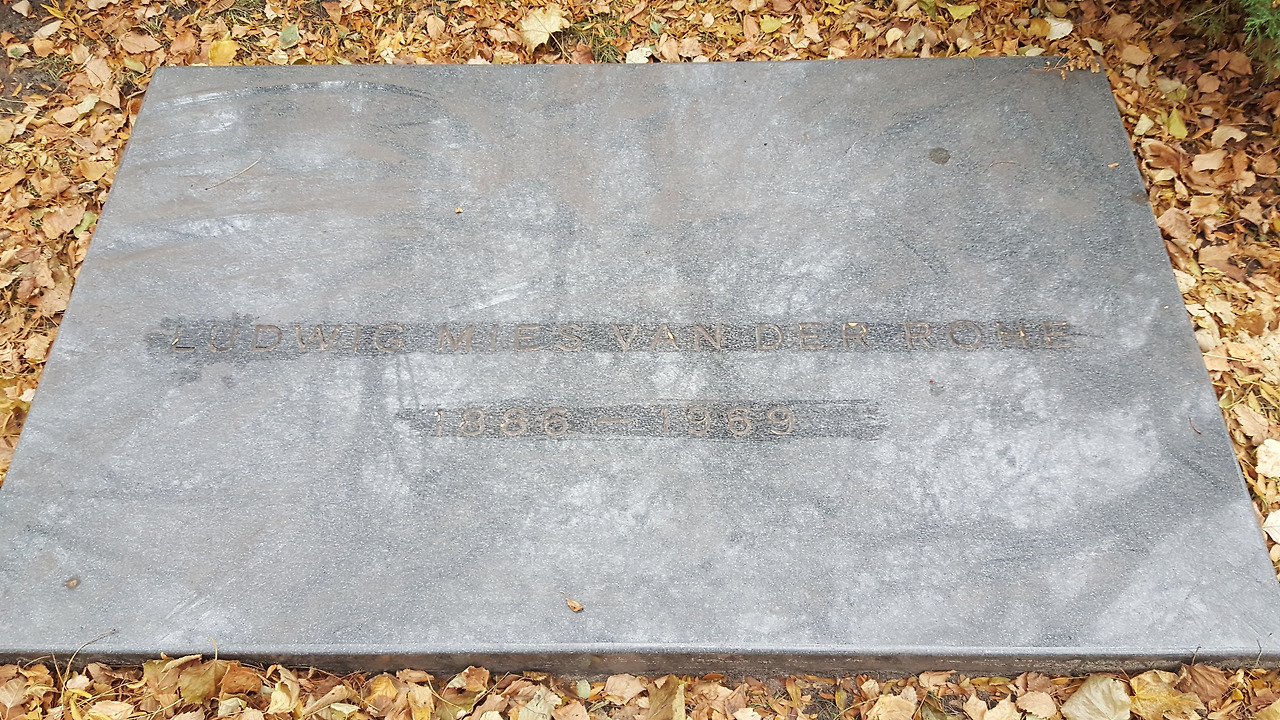 LUDWIG MIES VAN DER ROHE
1886 – 1969